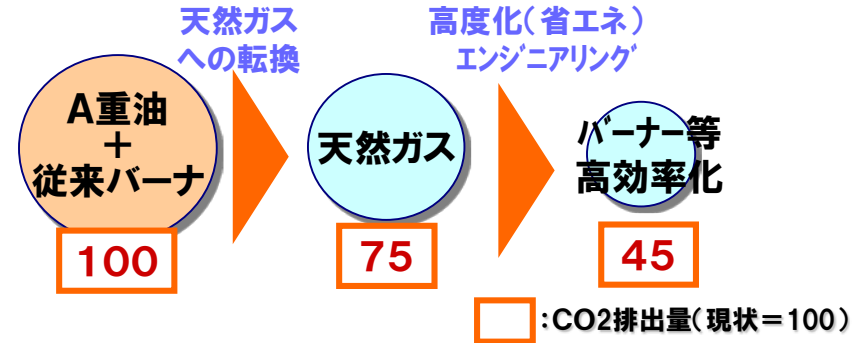 天然ガス
への転換
高度化（省エネ）
ｴﾝｼﾞﾆｱﾘﾝｸﾞ
A重油
＋
従来バーナ
天然ガス
ﾊﾞｰﾅｰ等
高効率化
100
75
45
：CO2排出量（現状＝100）